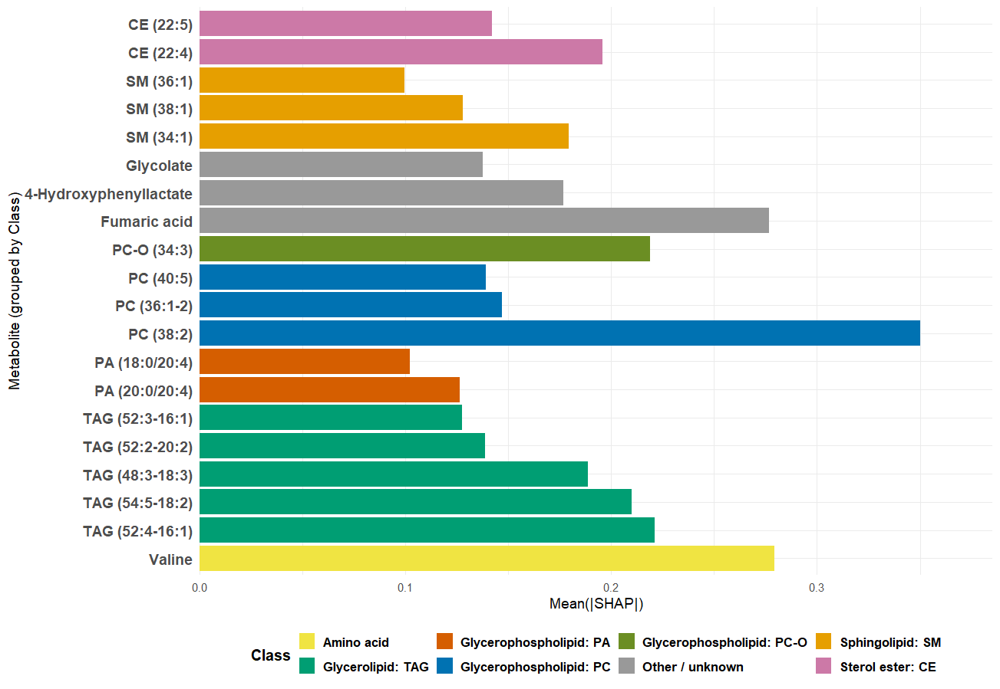 CE (22:5)
CE (22:4)
SM (36:1)
SM (38:1)
SM (34:1)
Glycolate
4-Hydroxyphenyllactate
Fumaric acid
PC-O (34:3)
PC (40:5)
PC (36:1-2)
PC (38:2)
PA (18:0/20:4)
PA (20:0/20:4)
TAG (52:3-16:1)
TAG (52:2-20:2)
TAG (48:3-18:3)
TAG (54:5-18:2)
TAG (52:4-16:1)
Valine
Metabolite (grouped by Class)
0.0 0.1 0.2 0.3
Mean(|SHAP|)
Class
Amino acid Glycerophospholipid: PA Glycerophospholipid: PC-O Sphingolipid: SM
Glycerolipid: TAG Glycerophospholipid: PC Other / unknown Sterol ester: CE